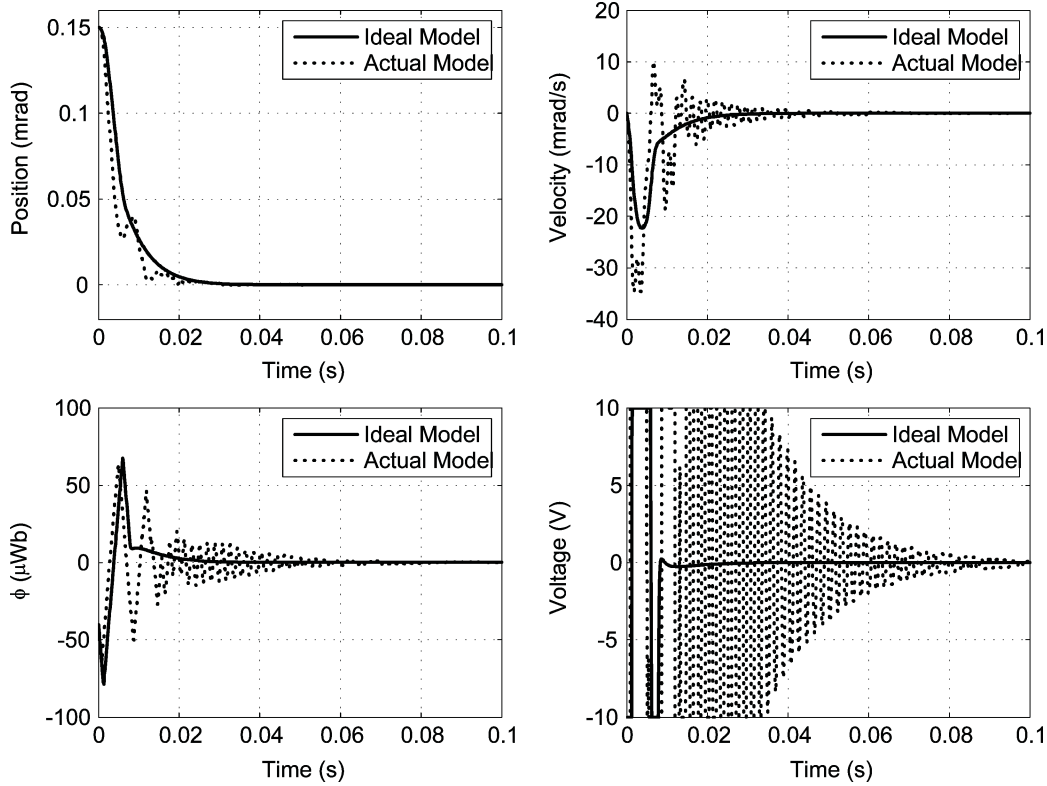 0.15
0.1
0.05
0
Position (mrad)
Ideal Model
Actual Model
0
0.02
0.04
0.06
0.08
0.1
Time (s)
20
10
0
-10
-20
-30
-40
Velocity (mrad/s)
Ideal Model
Actual Model
0
0.02
0.04
0.06
0.08
0.1
Time (s)
100
50
0
-50
-100
ϕ (μWb)
Ideal Model
Actual Model
0
0.02
0.04
0.06
0.08
0.1
Time (s)
10
5
0
-5
-10
Voltage (V)
Ideal Model
Actual Model
0
0.02
0.04
0.06
0.08
0.1
Time (s)